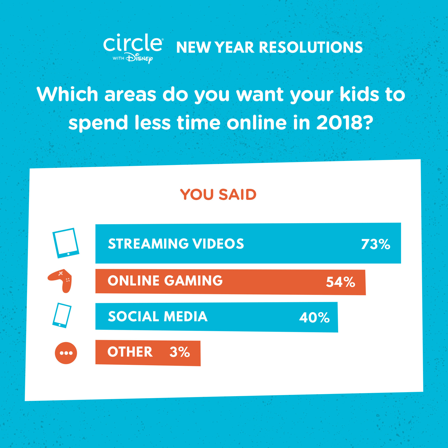 circle NEW YEAR RESOLUTIONS
WITH Disney
Which areas do you want your kids to
spend less time online in 2018?
YOU SAID
STREAMING VIDEOS 73%
ONLINE GAMING 54%
SOCIAL MEDIA 40%
OTHER 3%